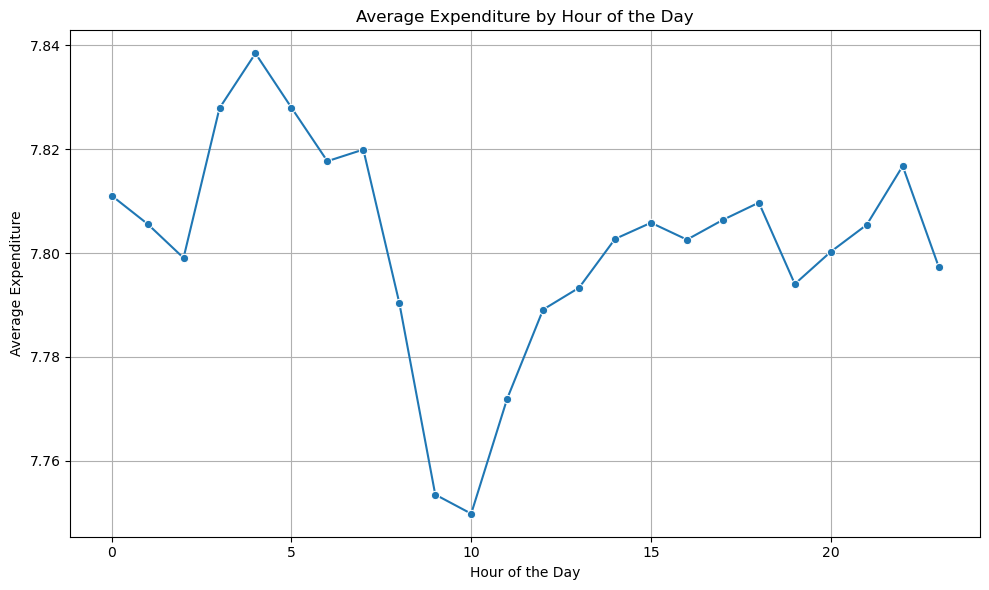 Average Expenditure by Hour of the Day
Average Expenditure
7.84
7.82
7.80
7.78
7.76
0 5 10 15 20
Hour of the Day